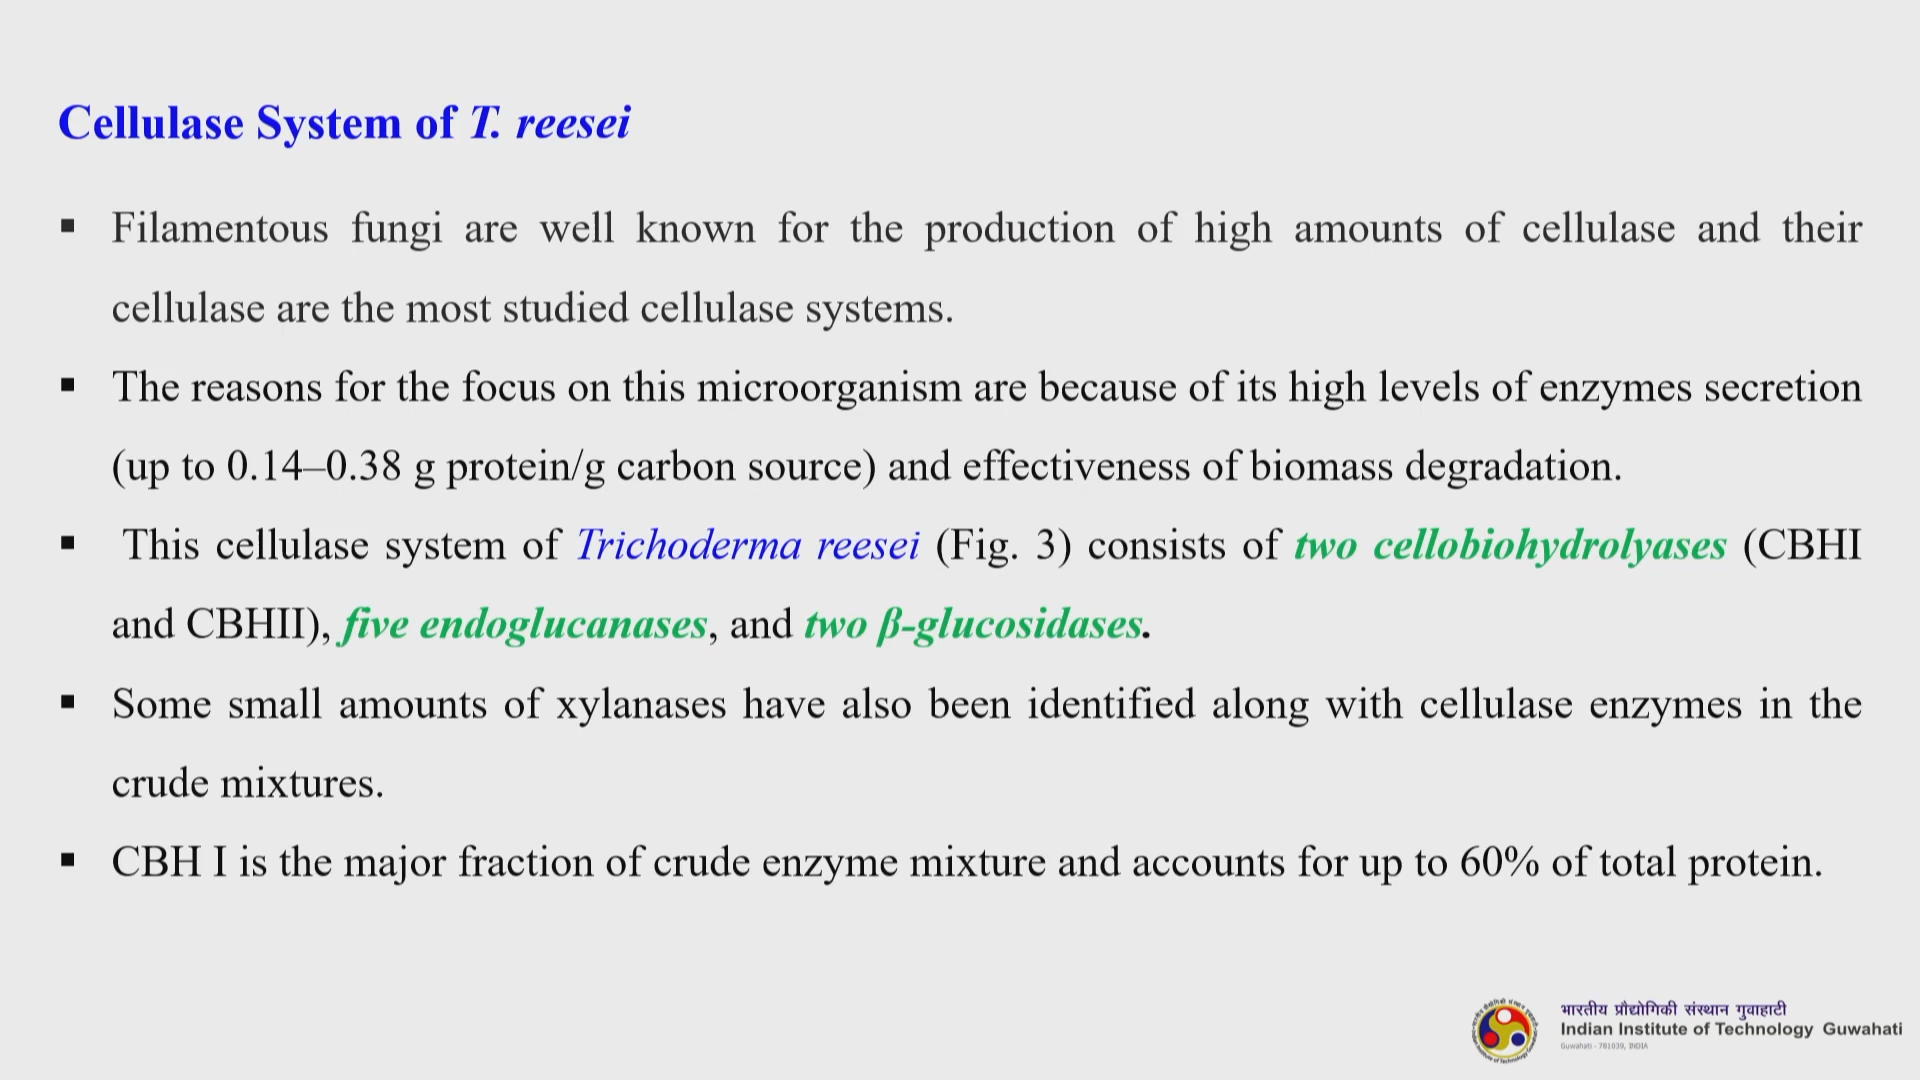 Cellulase System of T. reesei
▪ Filamentous fungi are well known for the production of high amounts of cellulase and their
cellulase are the most studied cellulase systems.
▪ The reasons for the focus on this microorganism are because of its high levels of enzymes secretion
(up to 0.14–0.38 g protein/g carbon source) and effectiveness of biomass degradation.
▪ This cellulase system of Trichoderma reesei (Fig. 3) consists of two cellobiohydrolyases (CBHI
and CBHII), five endoglucanases, and two β-glucosidases.
▪ Some small amounts of xylanases have also been identified along with cellulase enzymes in the
crude mixtures.
▪ CBH I is the major fraction of crude enzyme mixture and accounts for up to 60% of total protein.
भारतीय प्रौद्योगिकी संस्थान गुवाहाटी
Indian Institute of Technology Guwahati
Guwahati - 781039, INDIA